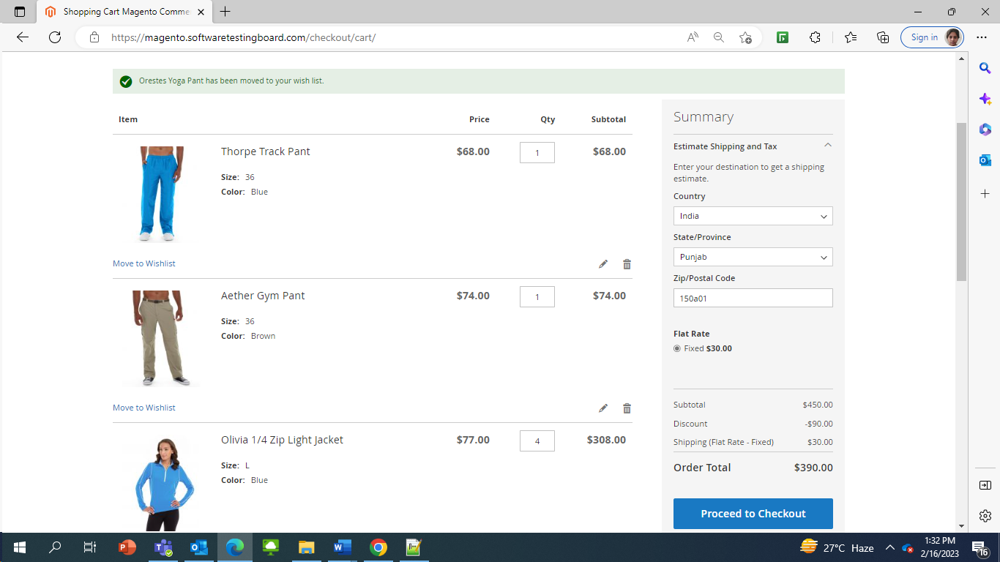 Shopping Cart Magento Comme
https://magento.softwaretestingboard.com/checkout/cart/
Sign in
Orestes Yoga Pant has been moved to your wish list.
Item Price Qty Subtotal
Thorpe Track Pant $68.00 1 $68.00
Size: 36
Color: Blue
Move to Wishlist
Aether Gym Pant $74.00 1 $74.00
Size: 36
Color: Brown
Move to Wishlist
Olivia 1/4 Zip Light Jacket $77.00 4 $308.00
Size: L
Color: Blue
Summary
Estimate Shipping and Tax
Enter your destination to get a shipping
estimate.
Country
India
State/Province
Punjab
Zip/Postal Code
150a01
Flat Rate
Fixed $30.00
Subtotal $450.00
Discount -$90.00
Shipping (Flat Rate - Fixed) $30.00
Order Total $390.00
Proceed to Checkout
27°C Haze
1:32 PM
2/16/2023
16